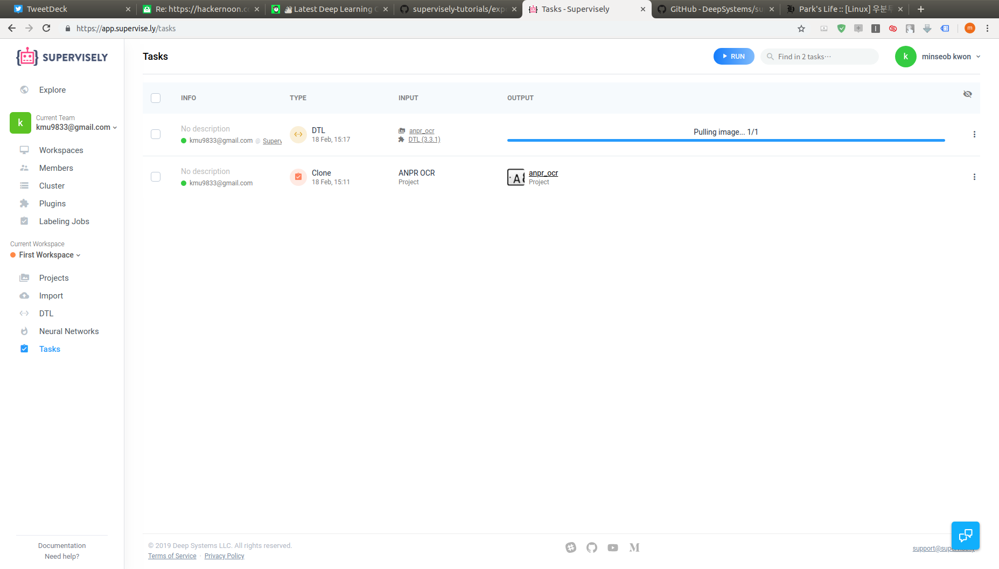 TweetDeck
Re: https://hackernoon.c
Latest Deep Learning
supervisely-tutorials/exp
Tasks - Supervisely
GitHub - DeepSystems/su
Park's Life :: [Linux] 우분투
https://app.supervise.ly/tasks
m
SUPERVISELY
Tasks
RUN
Find in 2 tasks···
k
minseob kwon
Explore
k
Current Team
kmu9833@gmail.com
Workspaces
Members
Cluster
Plugins
Labeling Jobs
Current Workspace
First Workspace
Projects
Import
DTL
Neural Networks
Tasks
INFO TYPE INPUT OUTPUT
No description
kmu9833@gmail.com @ Superv
DTL
18 Feb, 15:17
anpr_ocr
DTL (3.3.1)
Pulling image... 1/1
No description
kmu9833@gmail.com
Clone
18 Feb, 15:11
ANPR OCR
Project
A
anpr_ocr
Project
Documentation
Need help?
© 2019 Deep Systems LLC. All rights reserved.
Terms of Service · Privacy Policy
support@supervise.ly